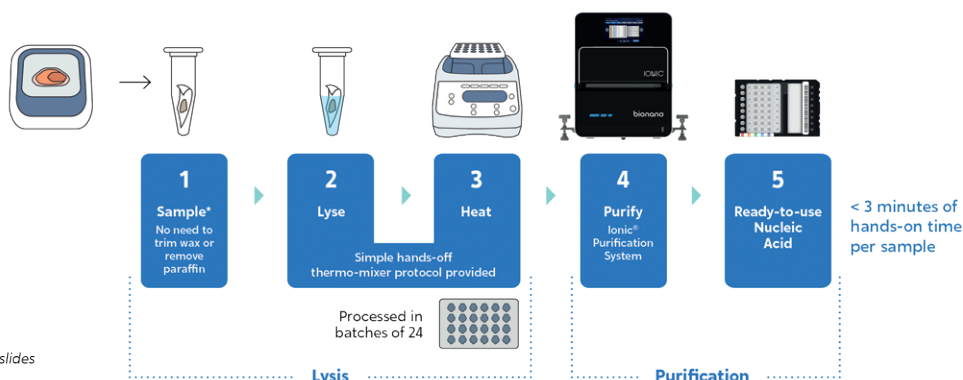 IONIC
bionano
1
Sample*
No need to
trim wax or
remove
paraffin
2
Lyse
3
Heat
Simple hands-off
thermo-mixer protocol provided
4
Purify
Ionic®
Purification
System
5
Ready-to-use
Nucleic
Acid
< 3 minutes of
hands-on time
per sample
Processed in
batches of 24
slides
Lysis
Purification